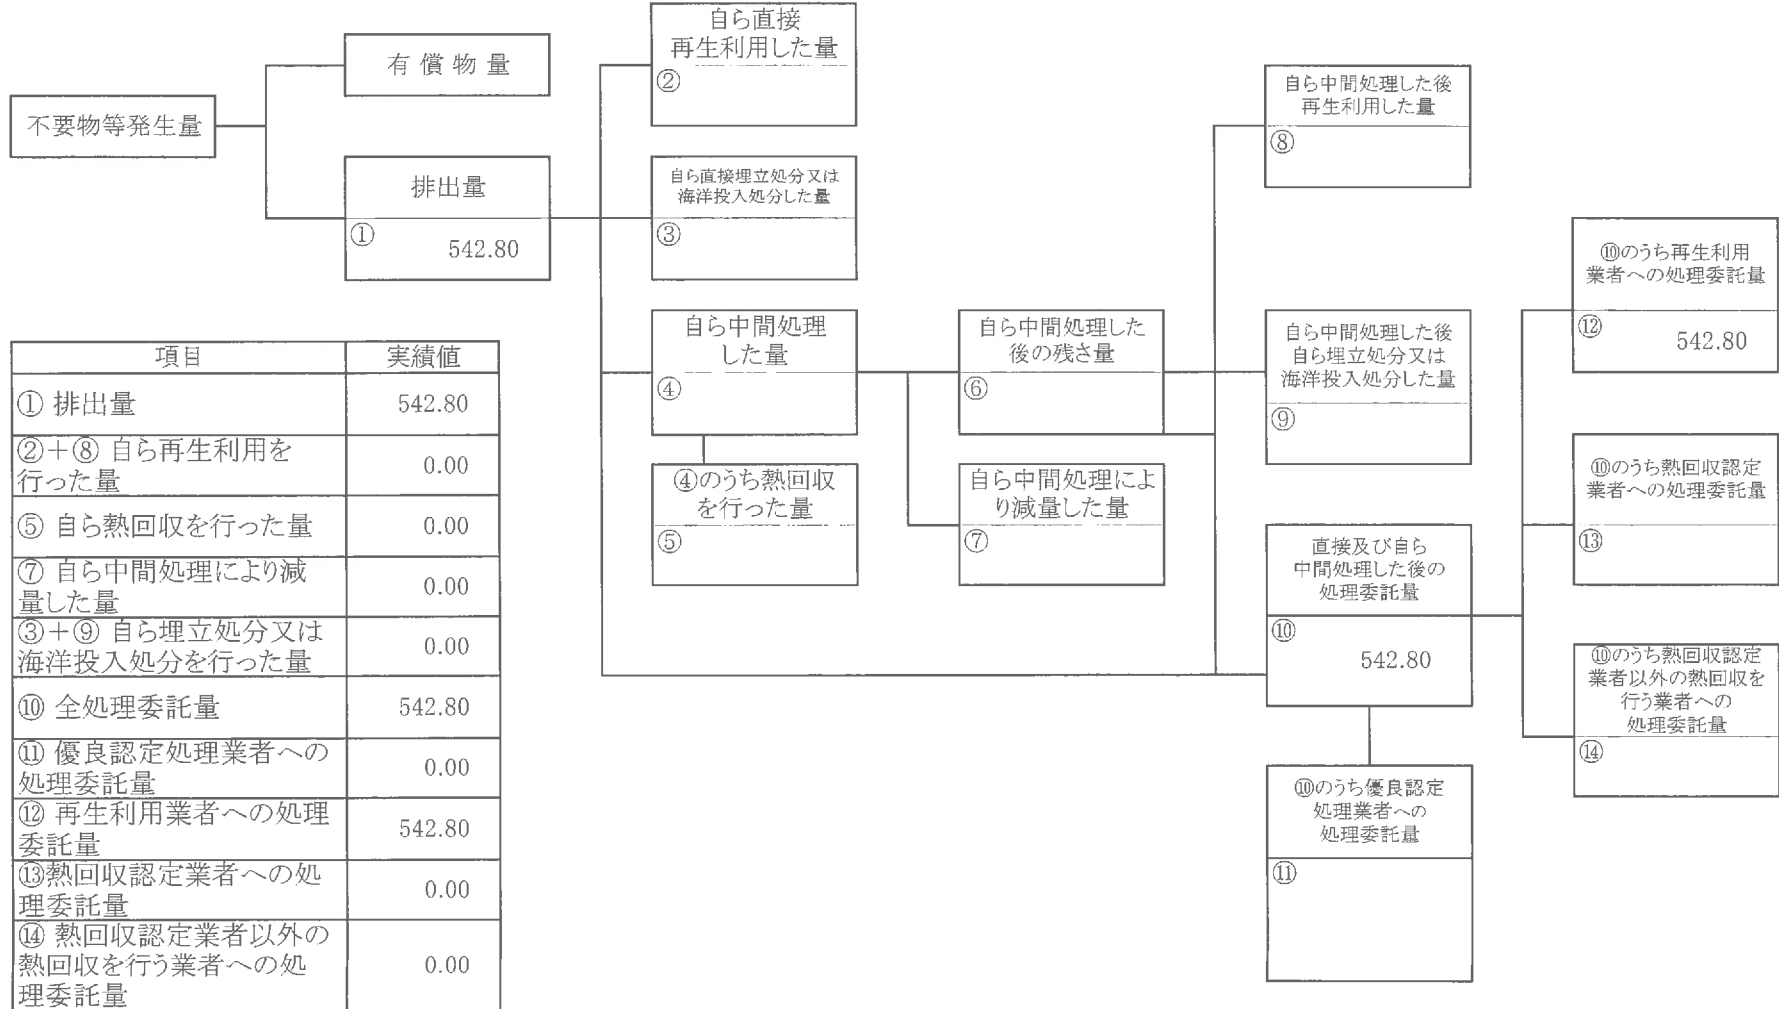 不要物等発生量
有償物量
排出量
①
542.80
自ら直接
再生利用した量
②
自ら直接埋立処分又は
海洋投入処分した量
③
自ら中間処理
した量
④
④のうち熱回収
を行った量
⑤
自ら中間処理した
後の残さ量
⑥
自ら中間処理によ
り減量した量
⑦
自ら中間処理した後
再生利用した量
⑧
自ら中間処理した後
自ら埋立処分又は
海洋投入処分した量
⑨
直接及び自ら
中間処理した後の
処理委託量
⑩
542.80
⑩のうち優良認定
処理業者への
処理委託量
⑪
⑩のうち再生利用
業者への処理委託量
⑫
542.80
⑩のうち熱回収認定
業者への処理委託量
⑬
⑩のうち熱回収認定
業者以外の熱回収を
行う業者への
処理委託量
⑭
項目 実績値
① 排出量 542.80
②+⑧ 自ら再生利用を
行った量 0.00
⑤ 自ら熱回収を行った量 0.00
⑦ 自ら中間処理により減
量した量 0.00
③+⑨ 自ら埋立処分又は
海洋投入処分を行った量 0.00
⑩ 全処理委託量 542.80
⑪ 優良認定処理業者への
処理委託量 0.00
⑫ 再生利用業者への処理
委託量 542.80
⑬熱回収認定業者への処
理委託量 0.00
⑭ 熱回収認定業者以外の
熱回収を行う業者への処
理委託量 0.00